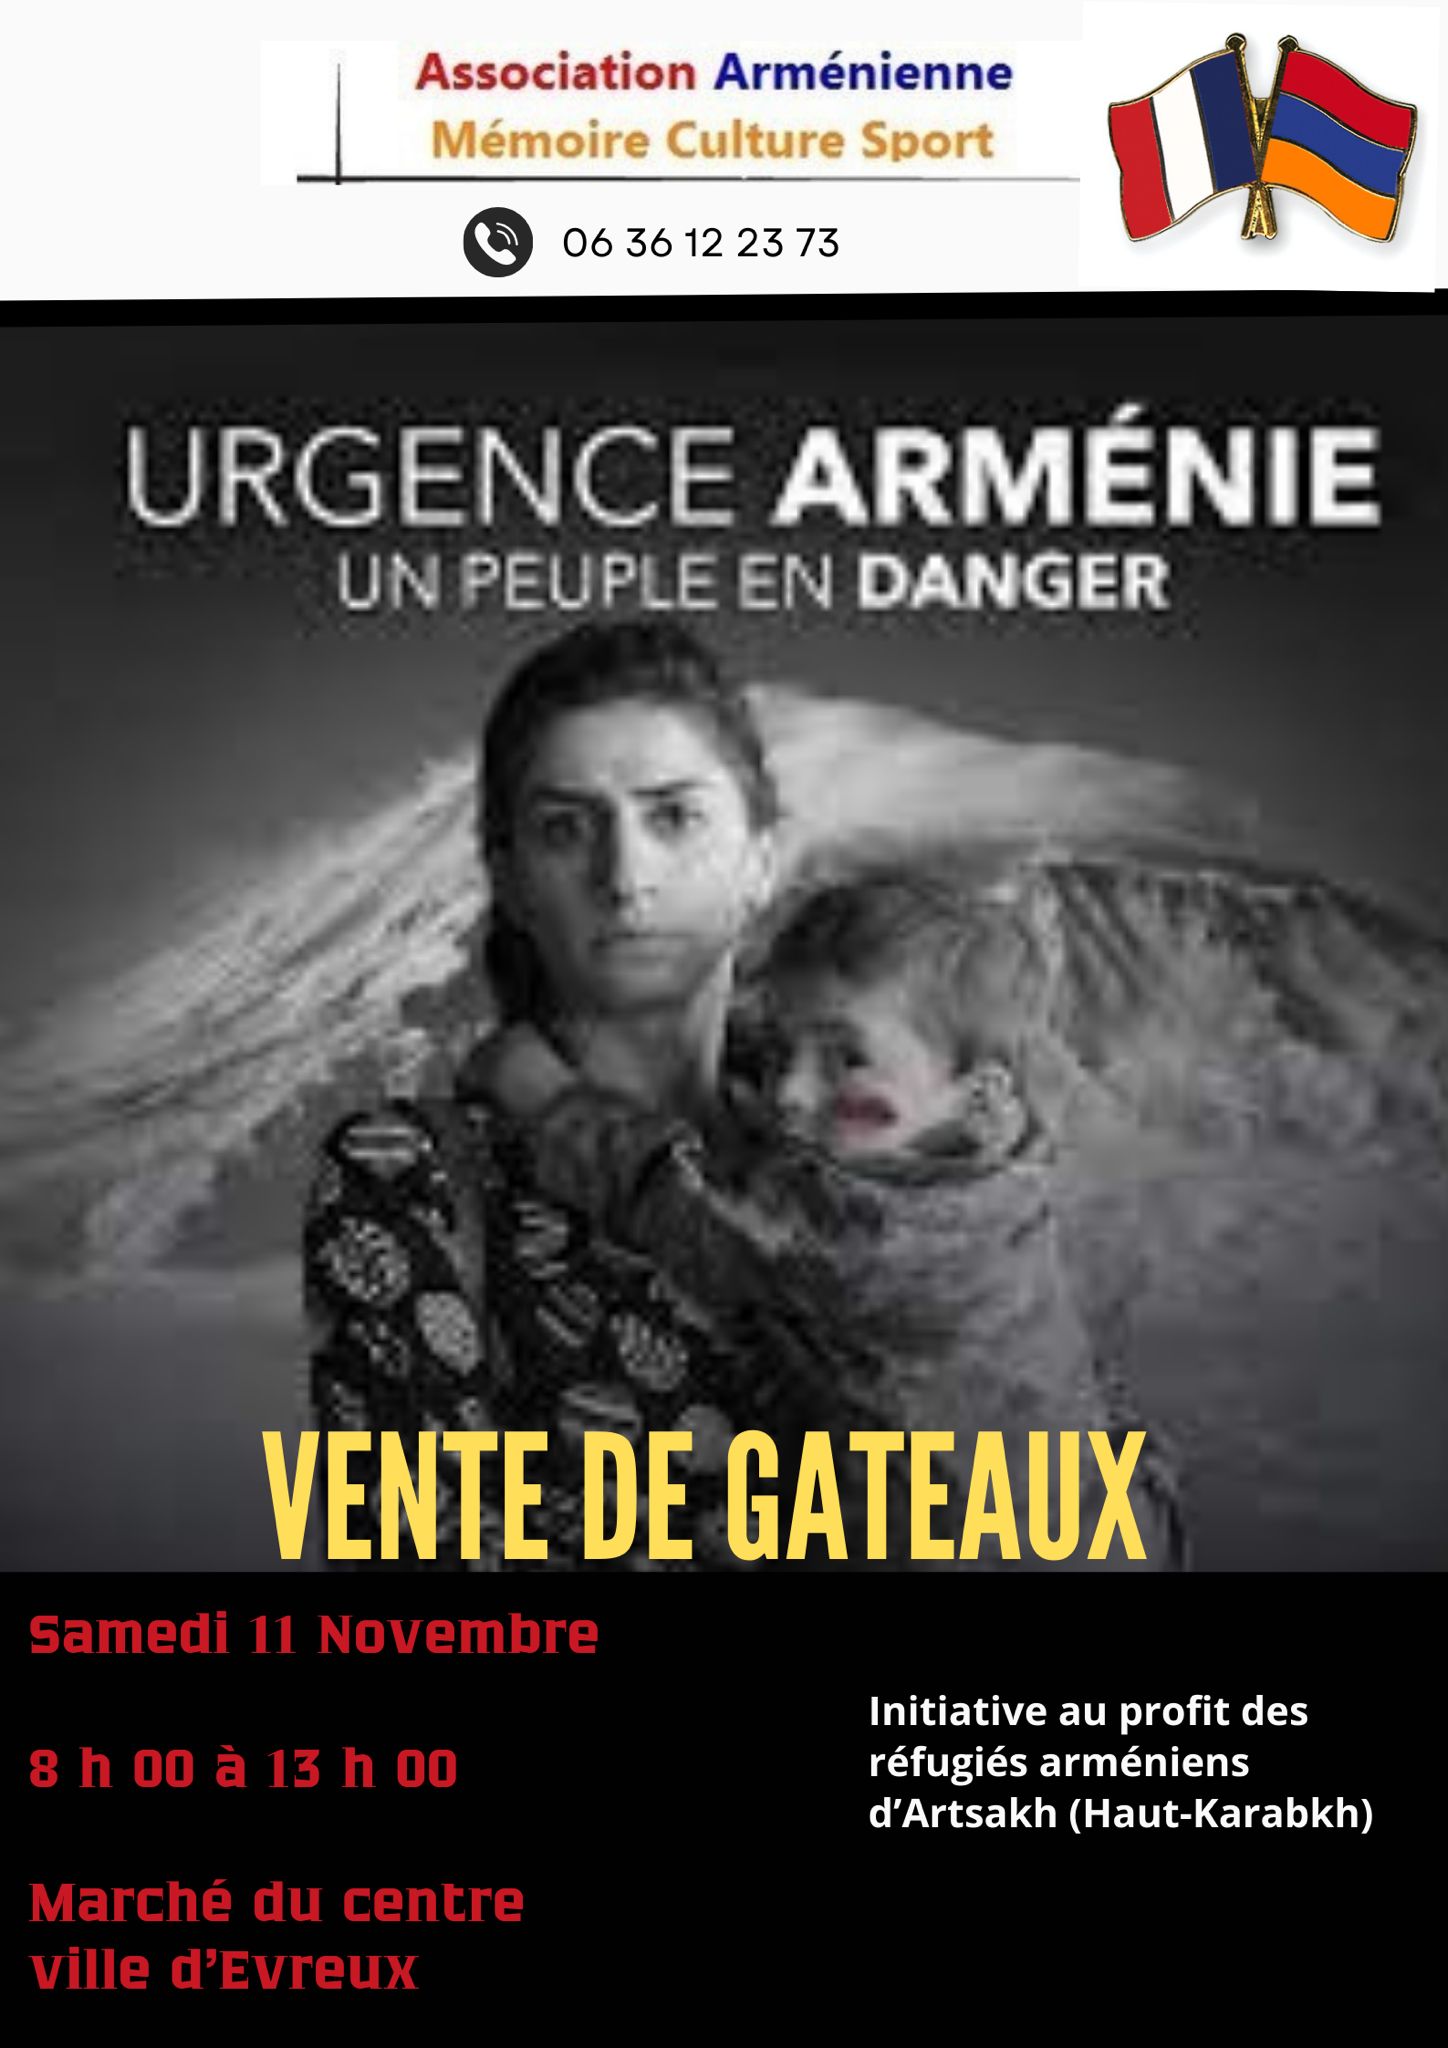 Association Arménienne
Mémoire Culture Sport
06 36 12 23 73
URGENCE ARMÉNIE
UN PEUPLE EN DANGER
VENTE DE GATEAUX
Samedi 11 Novembre
8 h 00 à 13 h 00
Marché du centre
ville d’Evreux
Initiative au profit des
réfugiés arméniens
d’Artsakh (Haut-Karabkh)